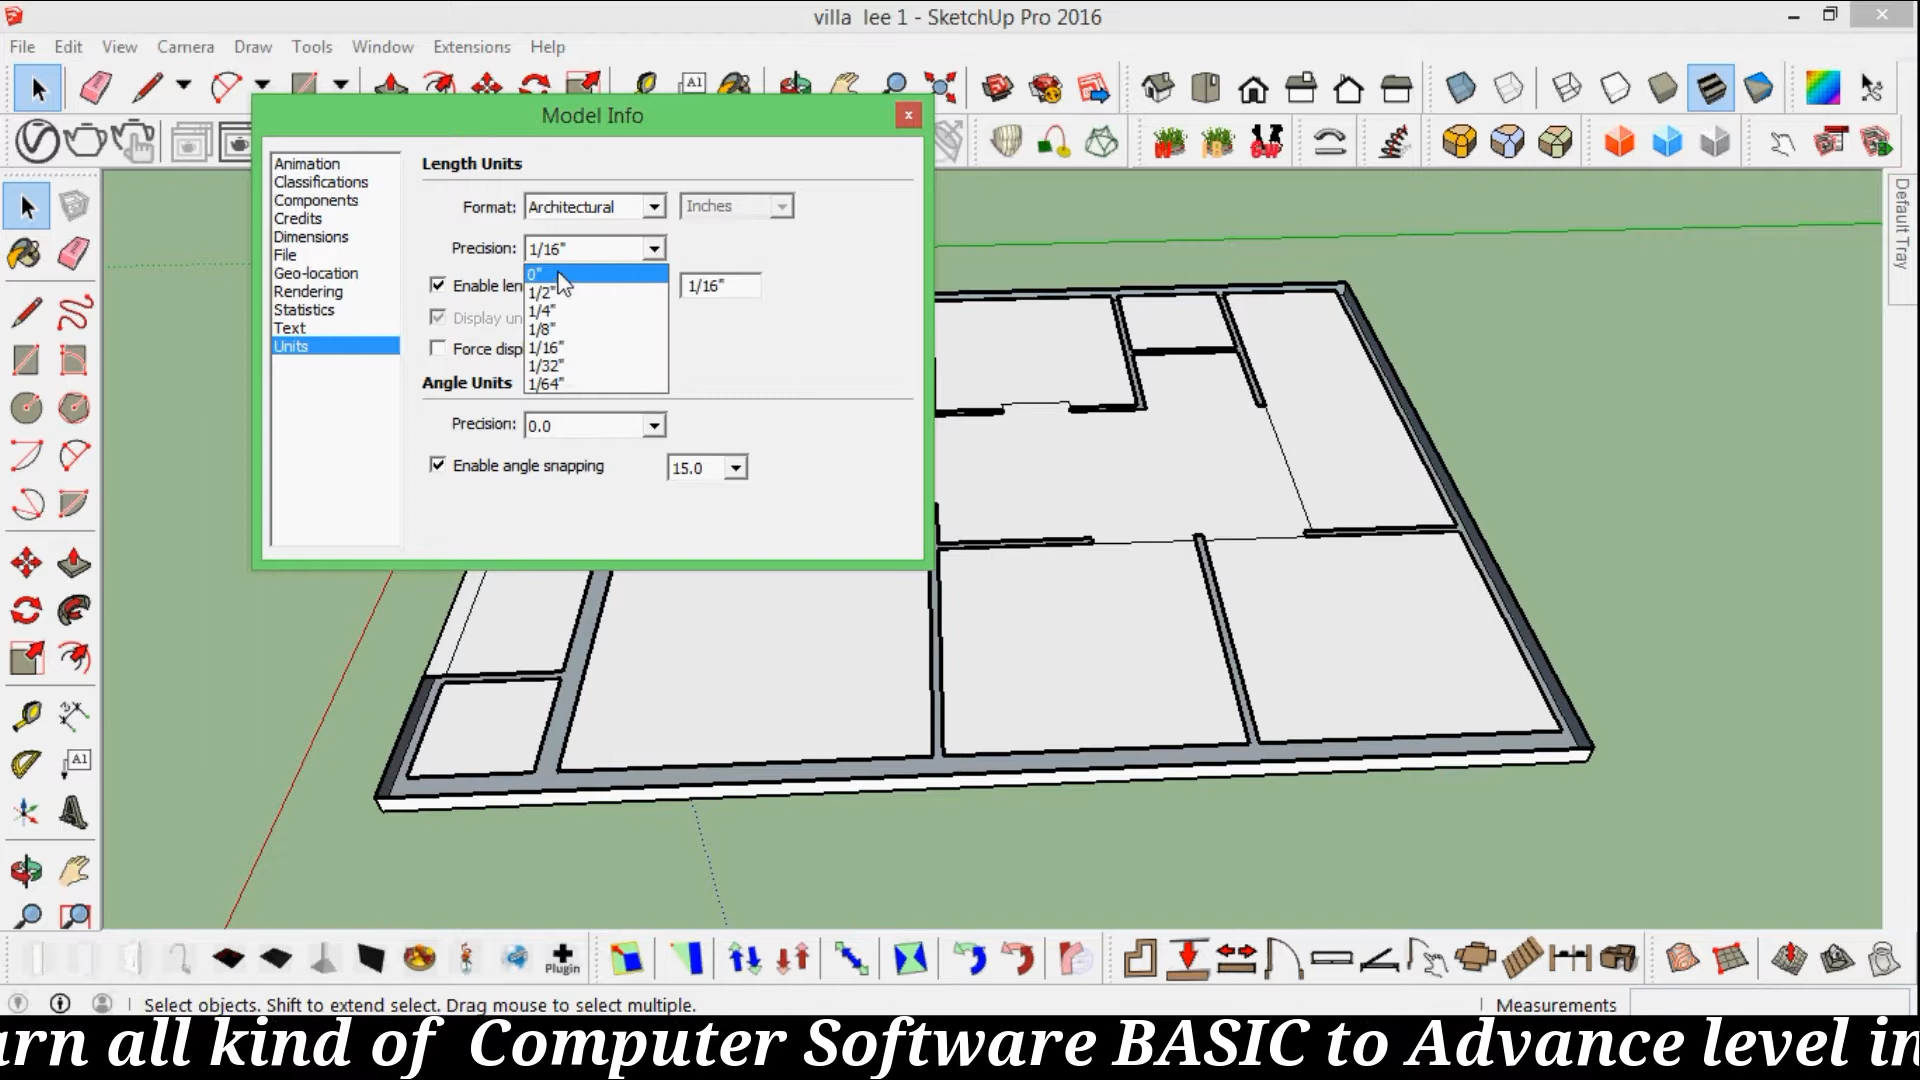 villa lee 1 - SketchUp Pro 2016
File Edit View Camera Draw Tools Window Extensions Help
A1
Model Info
x
Animation
Classifications
Components
Credits
Dimensions
File
Geo-location
Rendering
Statistics
Text
Units
Length Units
Format: Architectural Inches
Precision: 1/16"
Enable len 1/16"
Display un
Force disp
0"
1/2"
1/4"
1/8"
1/16"
1/32"
1/64"
Angle Units
Precision: 0.0
Enable angle snapping 15.0
Default Tray
A1
Plugin
Select objects. Shift to extend select. Drag mouse to select multiple.
Measurements
arn all kind of Computer Software BASIC to Advance level in